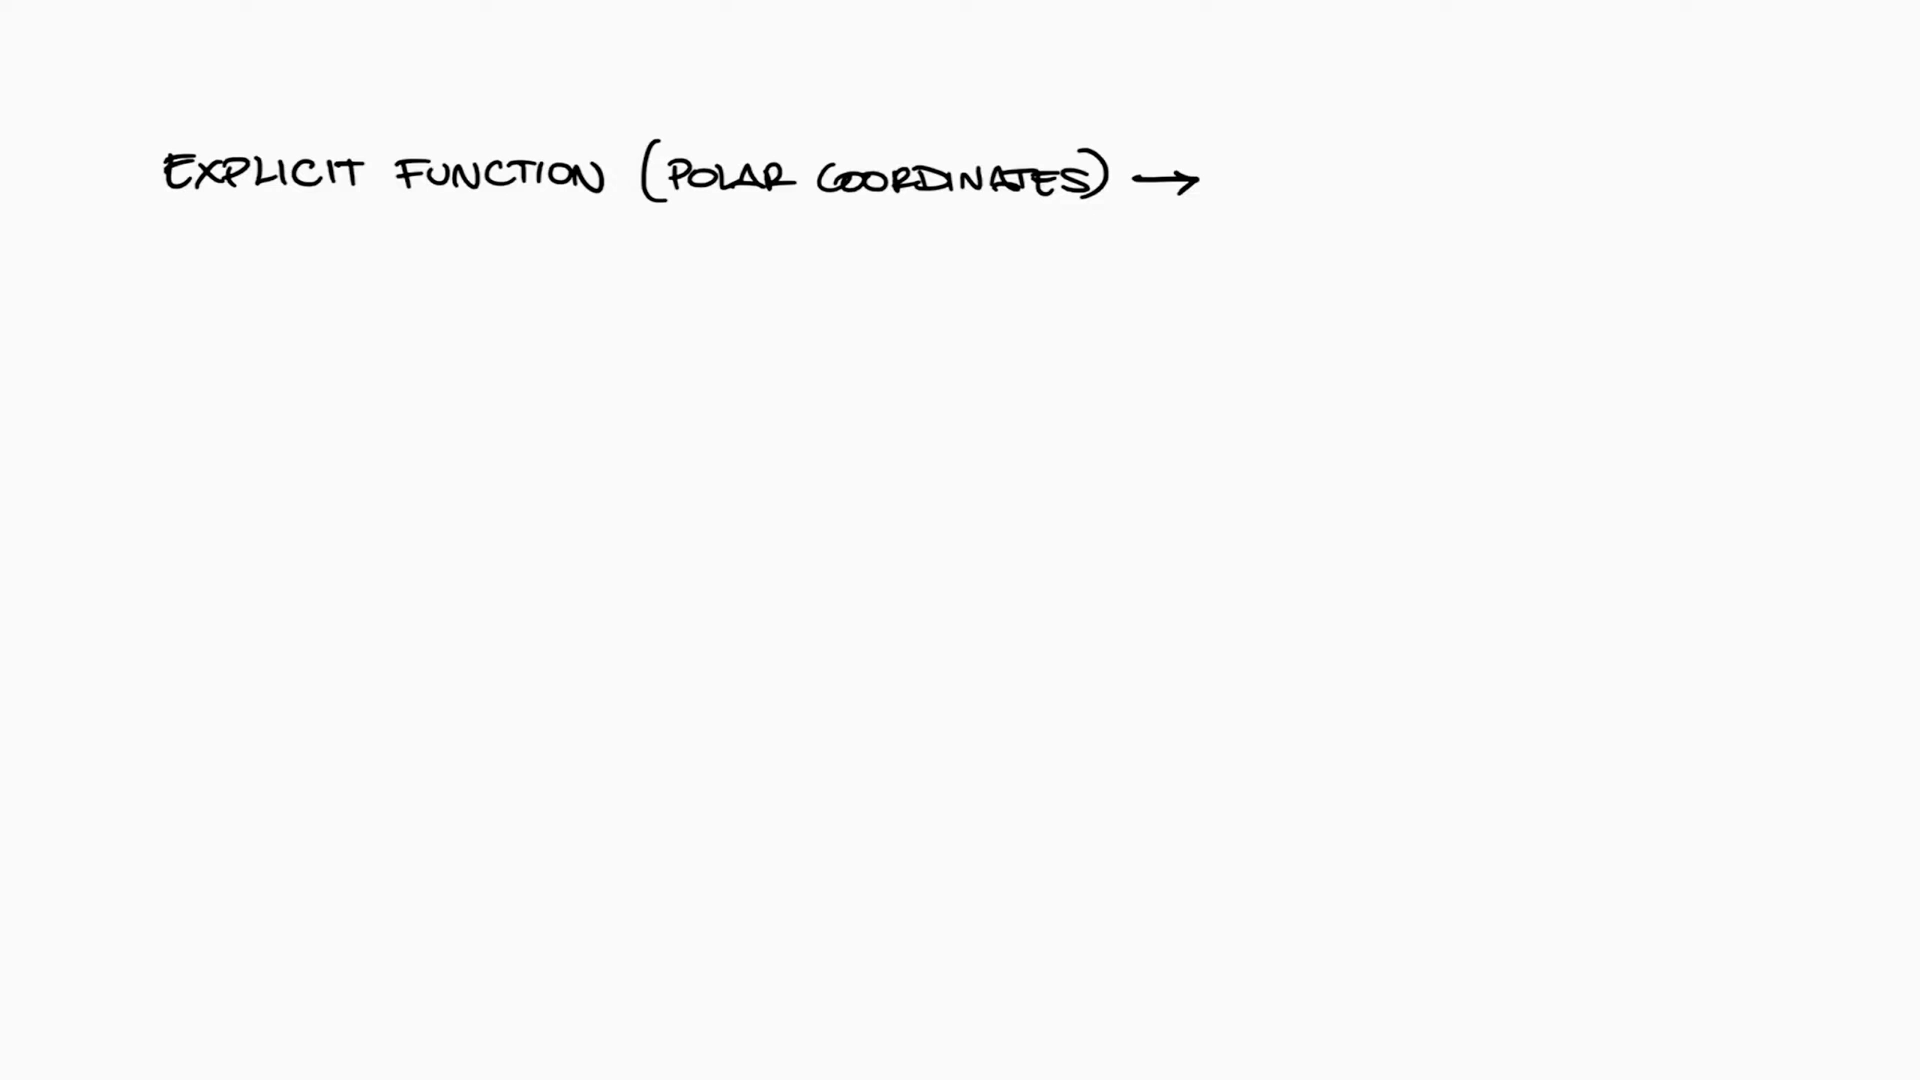 EXPLICIT FUNCTION (POLAR COORDINATES) →